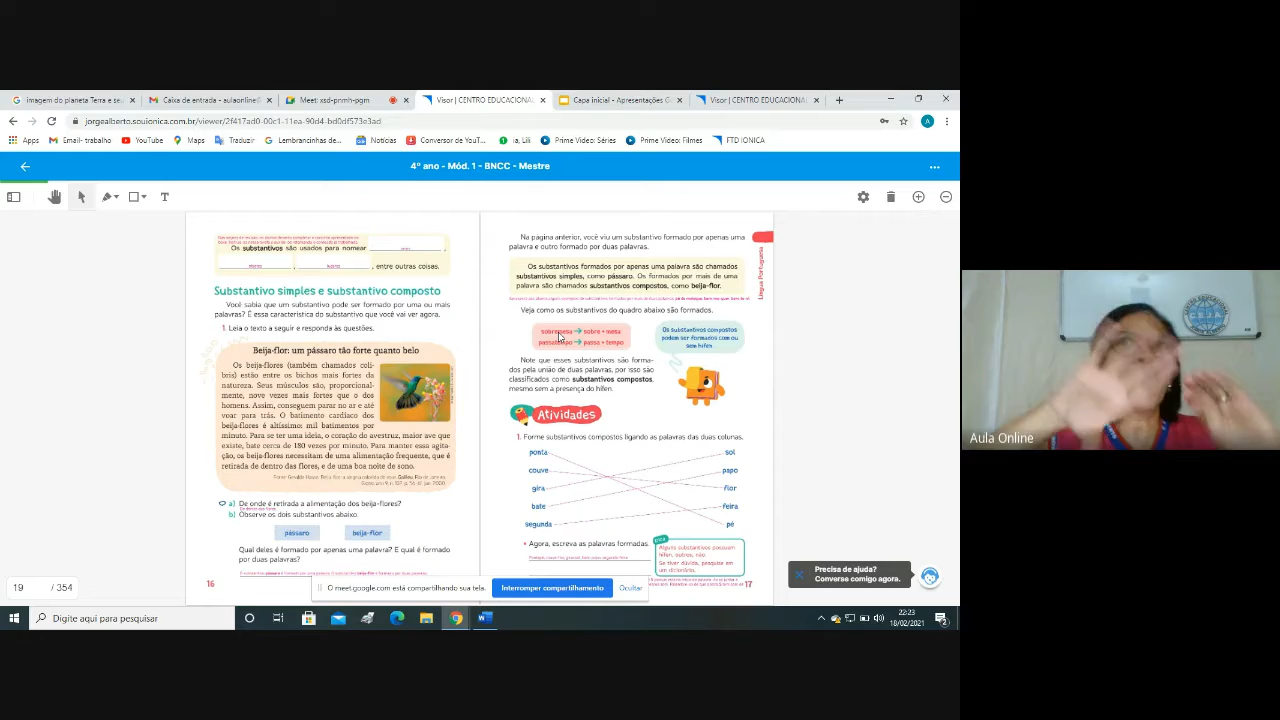 imagem do planeta Terra e se
Caixa de entrada - aulaonline
Meet: xsd-pnmh-pgm
Visor | CENTRO EDUCACIONAL
Capa inicial - Apresentações G
Visor | CENTRO EDUCACIONAL
jorgealberto.souionica.com.br/viewer/2f417ad0-00c1-11ea-90d4-bd0df573e3ad
Apps
Email- trabalho
YouTube
Maps
Traduzir
Lembrancinhas de...
Notícias
Conversor de YouT...
ia, Lili
Prime Video: Séries
Prime Video: Filmes
FTD IONICA
4º ano - Mód. 1 - BNCC - Mestre
Os substantivos são usados para nomear
, entre outras coisas.
Substantivo simples e substantivo composto
Você sabia que um substantivo pode ser formado por uma ou mais
palavras? É essa característica do substantivo que você vai ver agora.
1. Leia o texto a seguir e responda às questões.
Beija-flor: um pássaro tão forte quanto belo
Os beija-flores (também chamados coli-
bris) estão entre os bichos mais fortes da
natureza. Seus músculos são, proporcional-
mente, nove vezes mais fortes que o dos
homens. Assim, conseguem parar no ar e até
voar para trás. O batimento cardíaco dos
beija-flores é altíssimo: mil batimentos por
minuto. Para se ter uma ideia, o coração do avestruz, maior ave que
existe, bate cerca de 180 vezes por minuto. Para manter essa agita-
ção, os beija-flores necessitam de uma alimentação frequente, que é
retirada de dentro das flores, e de uma boa noite de sono.
a) De onde é retirada a alimentação dos beija-flores?
b) Observe os dois substantivos abaixo.
pássaro
beija-flor
Qual deles é formado por apenas uma palavra? E qual é formado
por duas palavras?
16
Na página anterior, você viu um substantivo formado por apenas uma
palavra e outro formado por duas palavras.
Os substantivos formados por apenas uma palavra são chamados
substantivos simples, como pássaro. Os formados por mais de uma
palavra são chamados substantivos compostos, como beija-flor.
Veja como os substantivos do quadro abaixo são formados.
sobremesa → sobre + mesa
passatempo → passa + tempo
Os substantivos compostos
podem ser formados com ou
sem hífen
Note que esses substantivos são forma-
dos pela união de duas palavras, por isso são
classificados como substantivos compostos,
mesmo sem a presença do hífen.
Atividades
1. Forme substantivos compostos ligando as palavras das duas colunas.
ponta
sol
couve
papo
gira
flor
bate
feira
segunda
pé
• Agora, escreva as palavras formadas.
Dica
Alguns substantivos possuem
hífen, outros, não.
Se tiver dúvida, pesquise em
um dicionário.
17
Língua Portuguesa
19 / 354
O meet.google.com está compartilhando sua tela.
Interromper compartilhamento
Ocultar
Precisa de ajuda?
Converse comigo agora.
Digite aqui para pesquisar
22:23
18/02/2021
CEJA
Aula Online